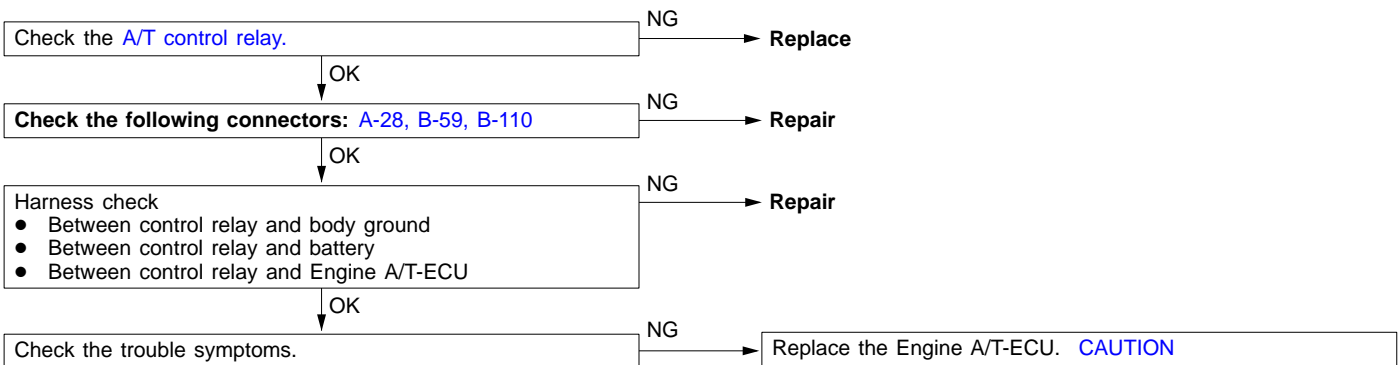 NG
Check the A/T control relay.
Replace
OK
NG
Check the following connectors: A-28, B-59, B-110
Repair
OK
NG
Harness check
Repair
● Between control relay and body ground
● Between control relay and battery
● Between control relay and Engine A/T-ECU
OK
NG
Check the trouble symptoms.
Replace the Engine A/T-ECU. CAUTION